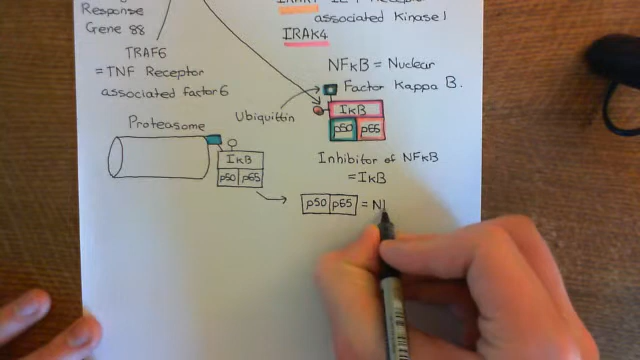 Response
Gene 88
TRAF6
= TNF Receptor
associated factor 6
associated Kinase 1
IRAK4
NFκB = Nuclear
Factor Kappa B.
Ubiquittin
IκB
p50 p65
Proteasome
IκB
p50 p65
Inhibitor of NFκB
= IκB
p50 p65 = N